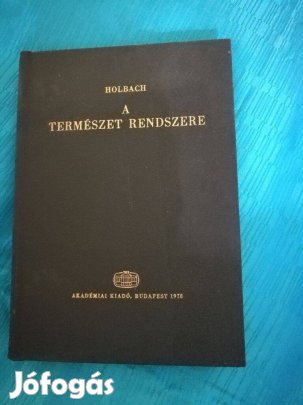 HOLBACH
A
TERMÉSZET RENDSZERE
AKADÉMIAI KIADÓ, BUDAPEST 1978
Jófogás